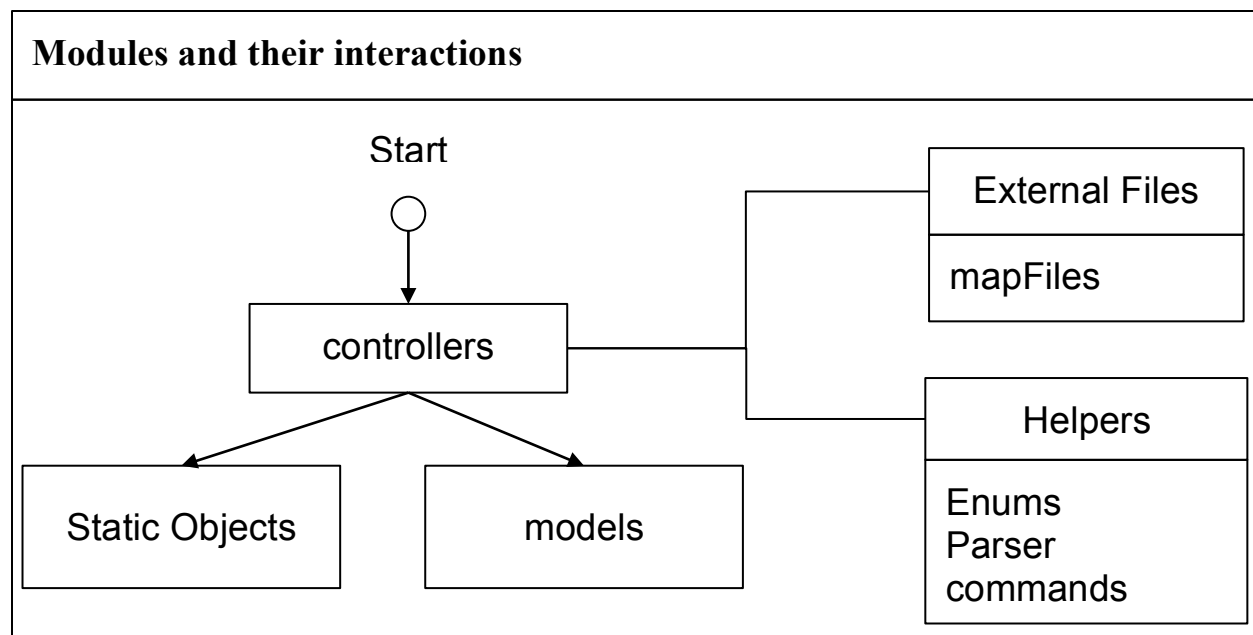 Modules and their interactions
Start
controllers
Static Objects
models
External Files
mapFiles
Helpers
Enums
Parser
commands